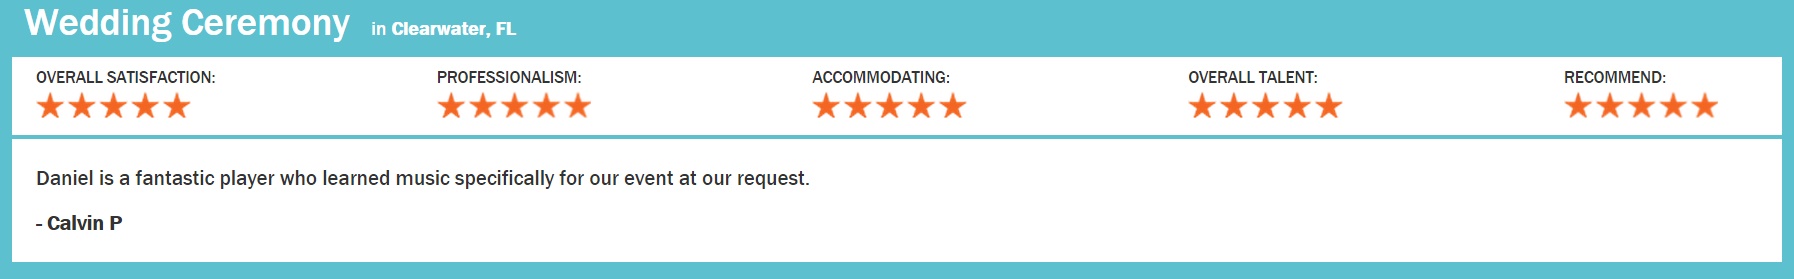 Wedding Ceremony in Clearwater, FL
OVERALL SATISFACTION: PROFESSIONALISM: ACCOMMODATING: OVERALL TALENT: RECOMMEND:
Daniel is a fantastic player who learned music specifically for our event at our request.
- Calvin P